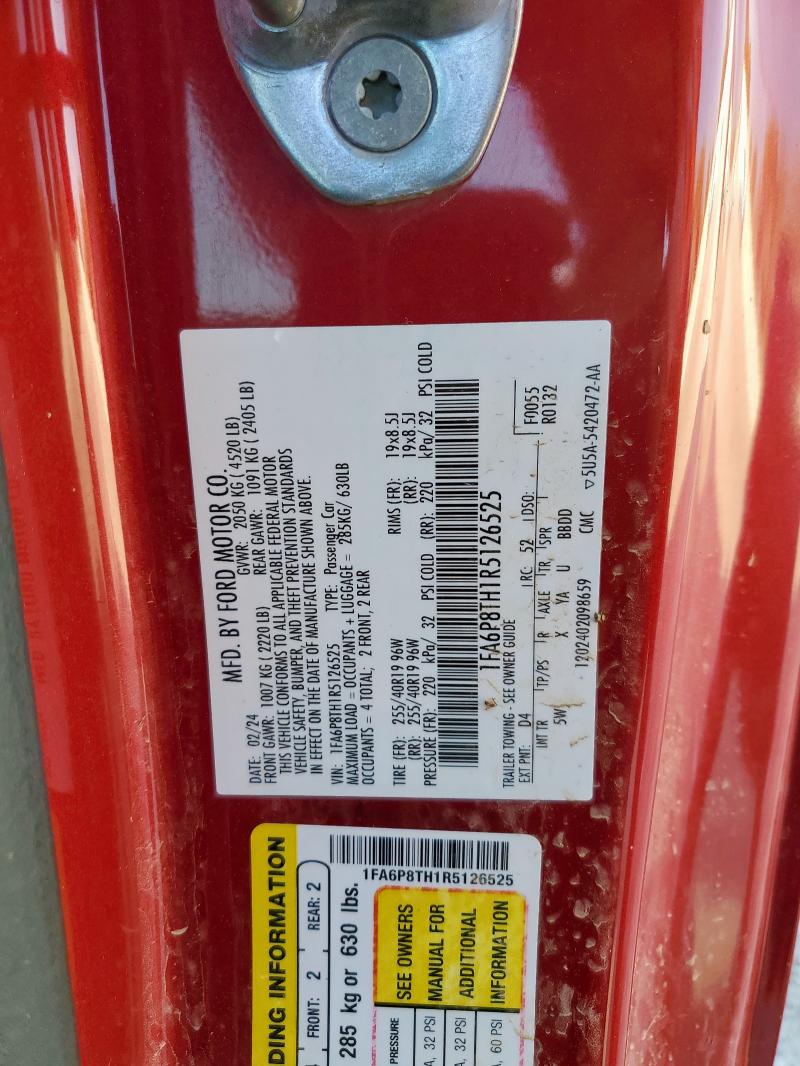 MFD. BY FORD MOTOR CO.
DATE: 02/24 GVWR: 2050 KG ( 4520 LB)
FRONT GAWR: 1007 KG ( 2220 LB) REAR GAWR: 1091 KG ( 2405 LB)
THIS VEHICLE CONFORMS TO ALL APPLICABLE FEDERAL MOTOR
VEHICLE SAFETY, BUMPER, AND THEFT PREVENTION STANDARDS
IN EFFECT ON THE DATE OF MANUFACTURE SHOWN ABOVE.
VIN: 1FA6P8TH1R5126525 TYPE: Passenger Car
MAXIMUM LOAD = OCCUPANTS + LUGGAGE = 285KG/ 630LB
OCCUPANTS = 4 TOTAL; 2 FRONT, 2 REAR
TIRE (FR): 255/40R19 96W RIMS (FR): 19x8.5J
(RR): 255/40R19 96W (RR): 19x8.5J
PRESSURE (FR): 220 kPa/ 32 PSI COLD (RR): 220 kPa/ 32 PSI COLD
1FA6P8TH1R5126525
TRAILER TOWING - SEE OWNER GUIDE F0055
EXT PNT: D4 RC: 52 DSO: R0132
INT TR TP/PS R AXLE TR SPR
5W X YA U BBDD
1202402098659 CMC ▽5U5A-5420472-AA
DING INFORMATION
FRONT: 2 REAR: 2
285 kg or 630 lbs.
1FA6P8TH1R5126525
PRESSURE
A, 32 PSI
A, 32 PSI
A, 60 PSI
SEE OWNERS
MANUAL FOR
ADDITIONAL
INFORMATION